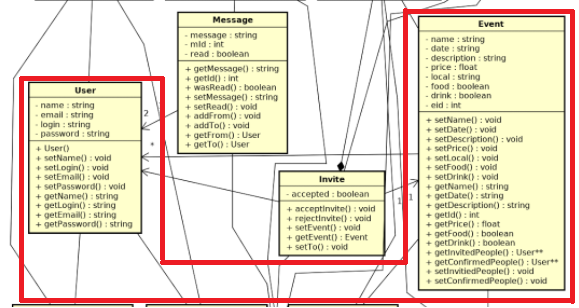 Message
- message : string
- mId : int
- read : boolean
+ getMessage() : string
+ getId() : int
+ wasRead() : boolean
+ setMessage() : string
+ setRead() : void
+ addFrom() : void
+ addTo() : void
+ getFrom() : User
+ getTo() : User
Event
- name : string
- date : string
- description : string
- price : float
- local : string
- food : boolean
- drink : boolean
- eid : int
+ setName() : void
+ setDate() : void
+ setDescription() : void
+ setPrice() : void
+ setLocal() : void
+ setFood() : void
+ setDrink() : void
+ getName() : string
+ getDate() : string
+ getDescription() : string
+ getId() : int
+ getPrice() : float
+ getFood() : boolean
+ getDrink() : boolean
+ getInvitedPeople() : User**
+ getConfirmedPeople() : User**
+ setInvitiedPeople() : void
+ setConfirmedPeople() : void
User
- name : string
- email : string
- login : string
- password : string
+ User()
+ setName() : void
+ setLogin() : void
+ setEmail() : void
+ setPassword() : void
+ getName() : string
+ getLogin() : string
+ getEmail() : string
+ getPassword() : string
2
*
Invite
- accepted : boolean
+ acceptInvite() : void
+ rejectInvite() : void
+ setEvent() : void
+ getEvent() : Event
+ setTo() : void
1
1